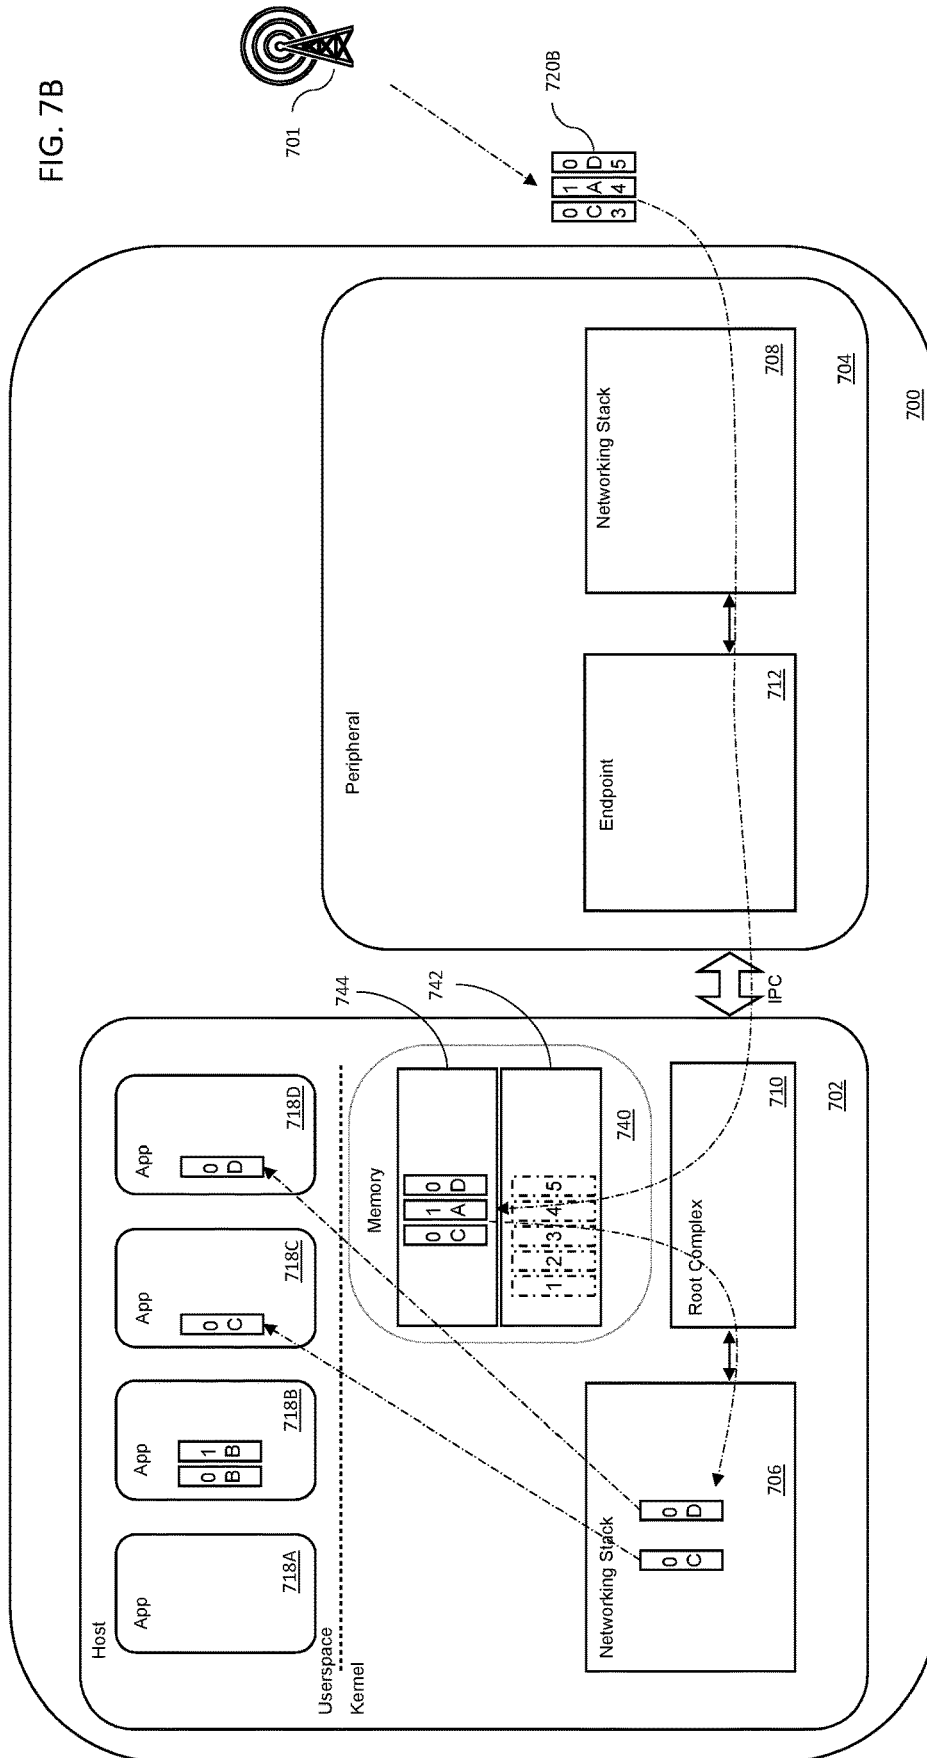 FIG. 7B
701
720B
0 1 0
C A D
3 4 5
Host
App
718A
App
0 1
B B
718B
App
0
C
718C
App
0
D
718D
Userspace
Kernel
Memory
744
0 1 0
C A D
742
1 2 3 4 5
740
Networking Stack
0 0
C D
706
Root Complex
710
702
IPC
Peripheral
Endpoint
712
Networking Stack
708
704
700